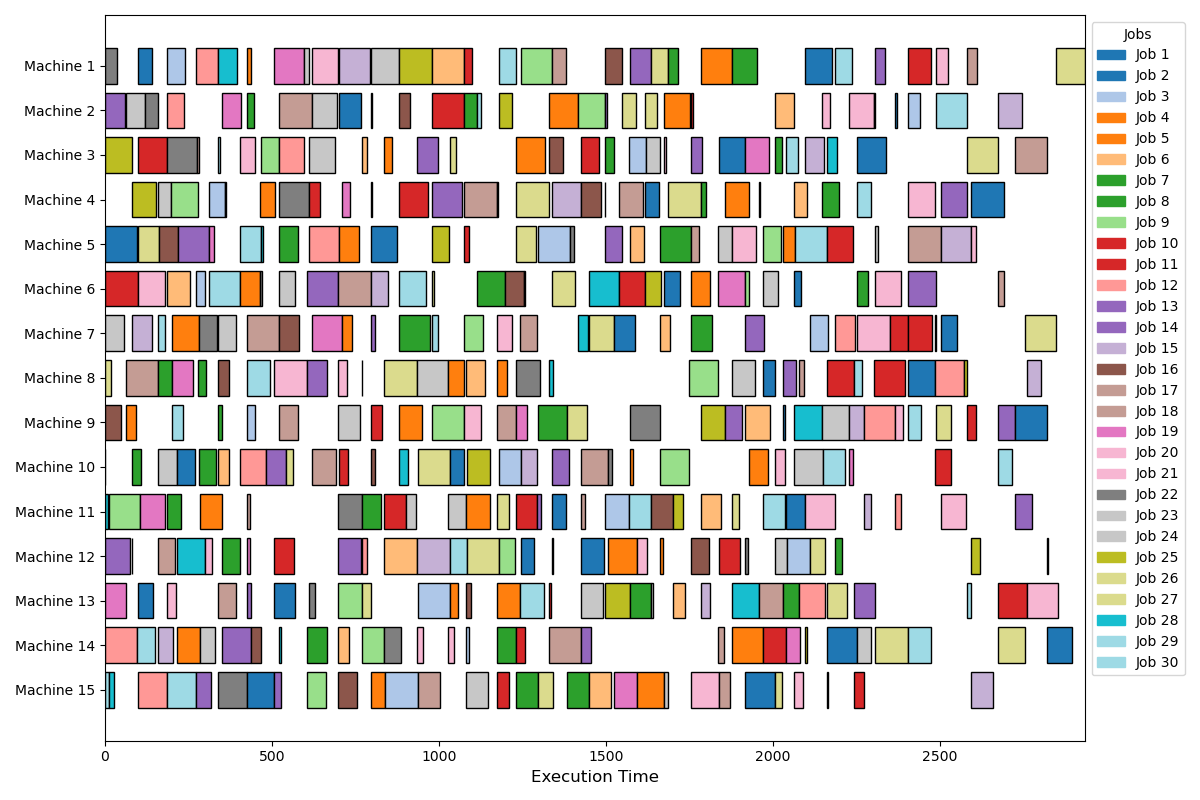 Machine 1
Machine 2
Machine 3
Machine 4
Machine 5
Machine 6
Machine 7
Machine 8
Machine 9
Machine 10
Machine 11
Machine 12
Machine 13
Machine 14
Machine 15
0
500
1000
1500
2000
2500
Execution Time
Jobs
Job 1
Job 2
Job 3
Job 4
Job 5
Job 6
Job 7
Job 8
Job 9
Job 10
Job 11
Job 12
Job 13
Job 14
Job 15
Job 16
Job 17
Job 18
Job 19
Job 20
Job 21
Job 22
Job 23
Job 24
Job 25
Job 26
Job 27
Job 28
Job 29
Job 30